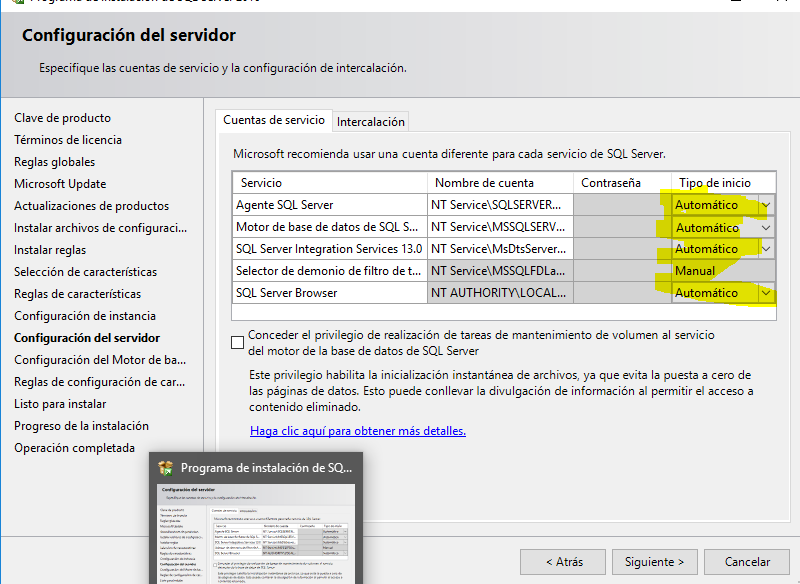 Programa de instalación de SQL Server 2016
Configuración del servidor
Especifique las cuentas de servicio y la configuración de intercalación.
Clave de producto
Términos de licencia
Reglas globales
Microsoft Update
Actualizaciones de productos
Instalar archivos de configuraci...
Instalar reglas
Selección de características
Reglas de características
Configuración de instancia
Configuración del servidor
Configuración del Motor de ba...
Reglas de configuración de car...
Listo para instalar
Progreso de la instalación
Operación completada
Cuentas de servicio Intercalación
Microsoft recomienda usar una cuenta diferente para cada servicio de SQL Server.
Servicio Nombre de cuenta Contraseña Tipo de inicio
Agente SQL Server NT Service\SQLSERVER... Automático
Motor de base de datos de SQL S... NT Service\MSSQLSERV... Automático
SQL Server Integration Services 13.0 NT Service\MsDtsServer... Automático
Selector de demonio de filtro de t... NT Service\MSSQLFDLa... Manual
SQL Server Browser NT AUTHORITY\LOCAL... Automático
Conceder el privilegio de realización de tareas de mantenimiento de volumen al servicio
del motor de la base de datos de SQL Server
Este privilegio habilita la inicialización instantánea de archivos, ya que evita la puesta a cero de
las páginas de datos. Esto puede conllevar la divulgación de información al permitir el acceso a
contenido eliminado.
Haga clic aquí para obtener más detalles.
Programa de instalación de SQ...
Configuración del servidor
< Atrás Siguiente > Cancelar